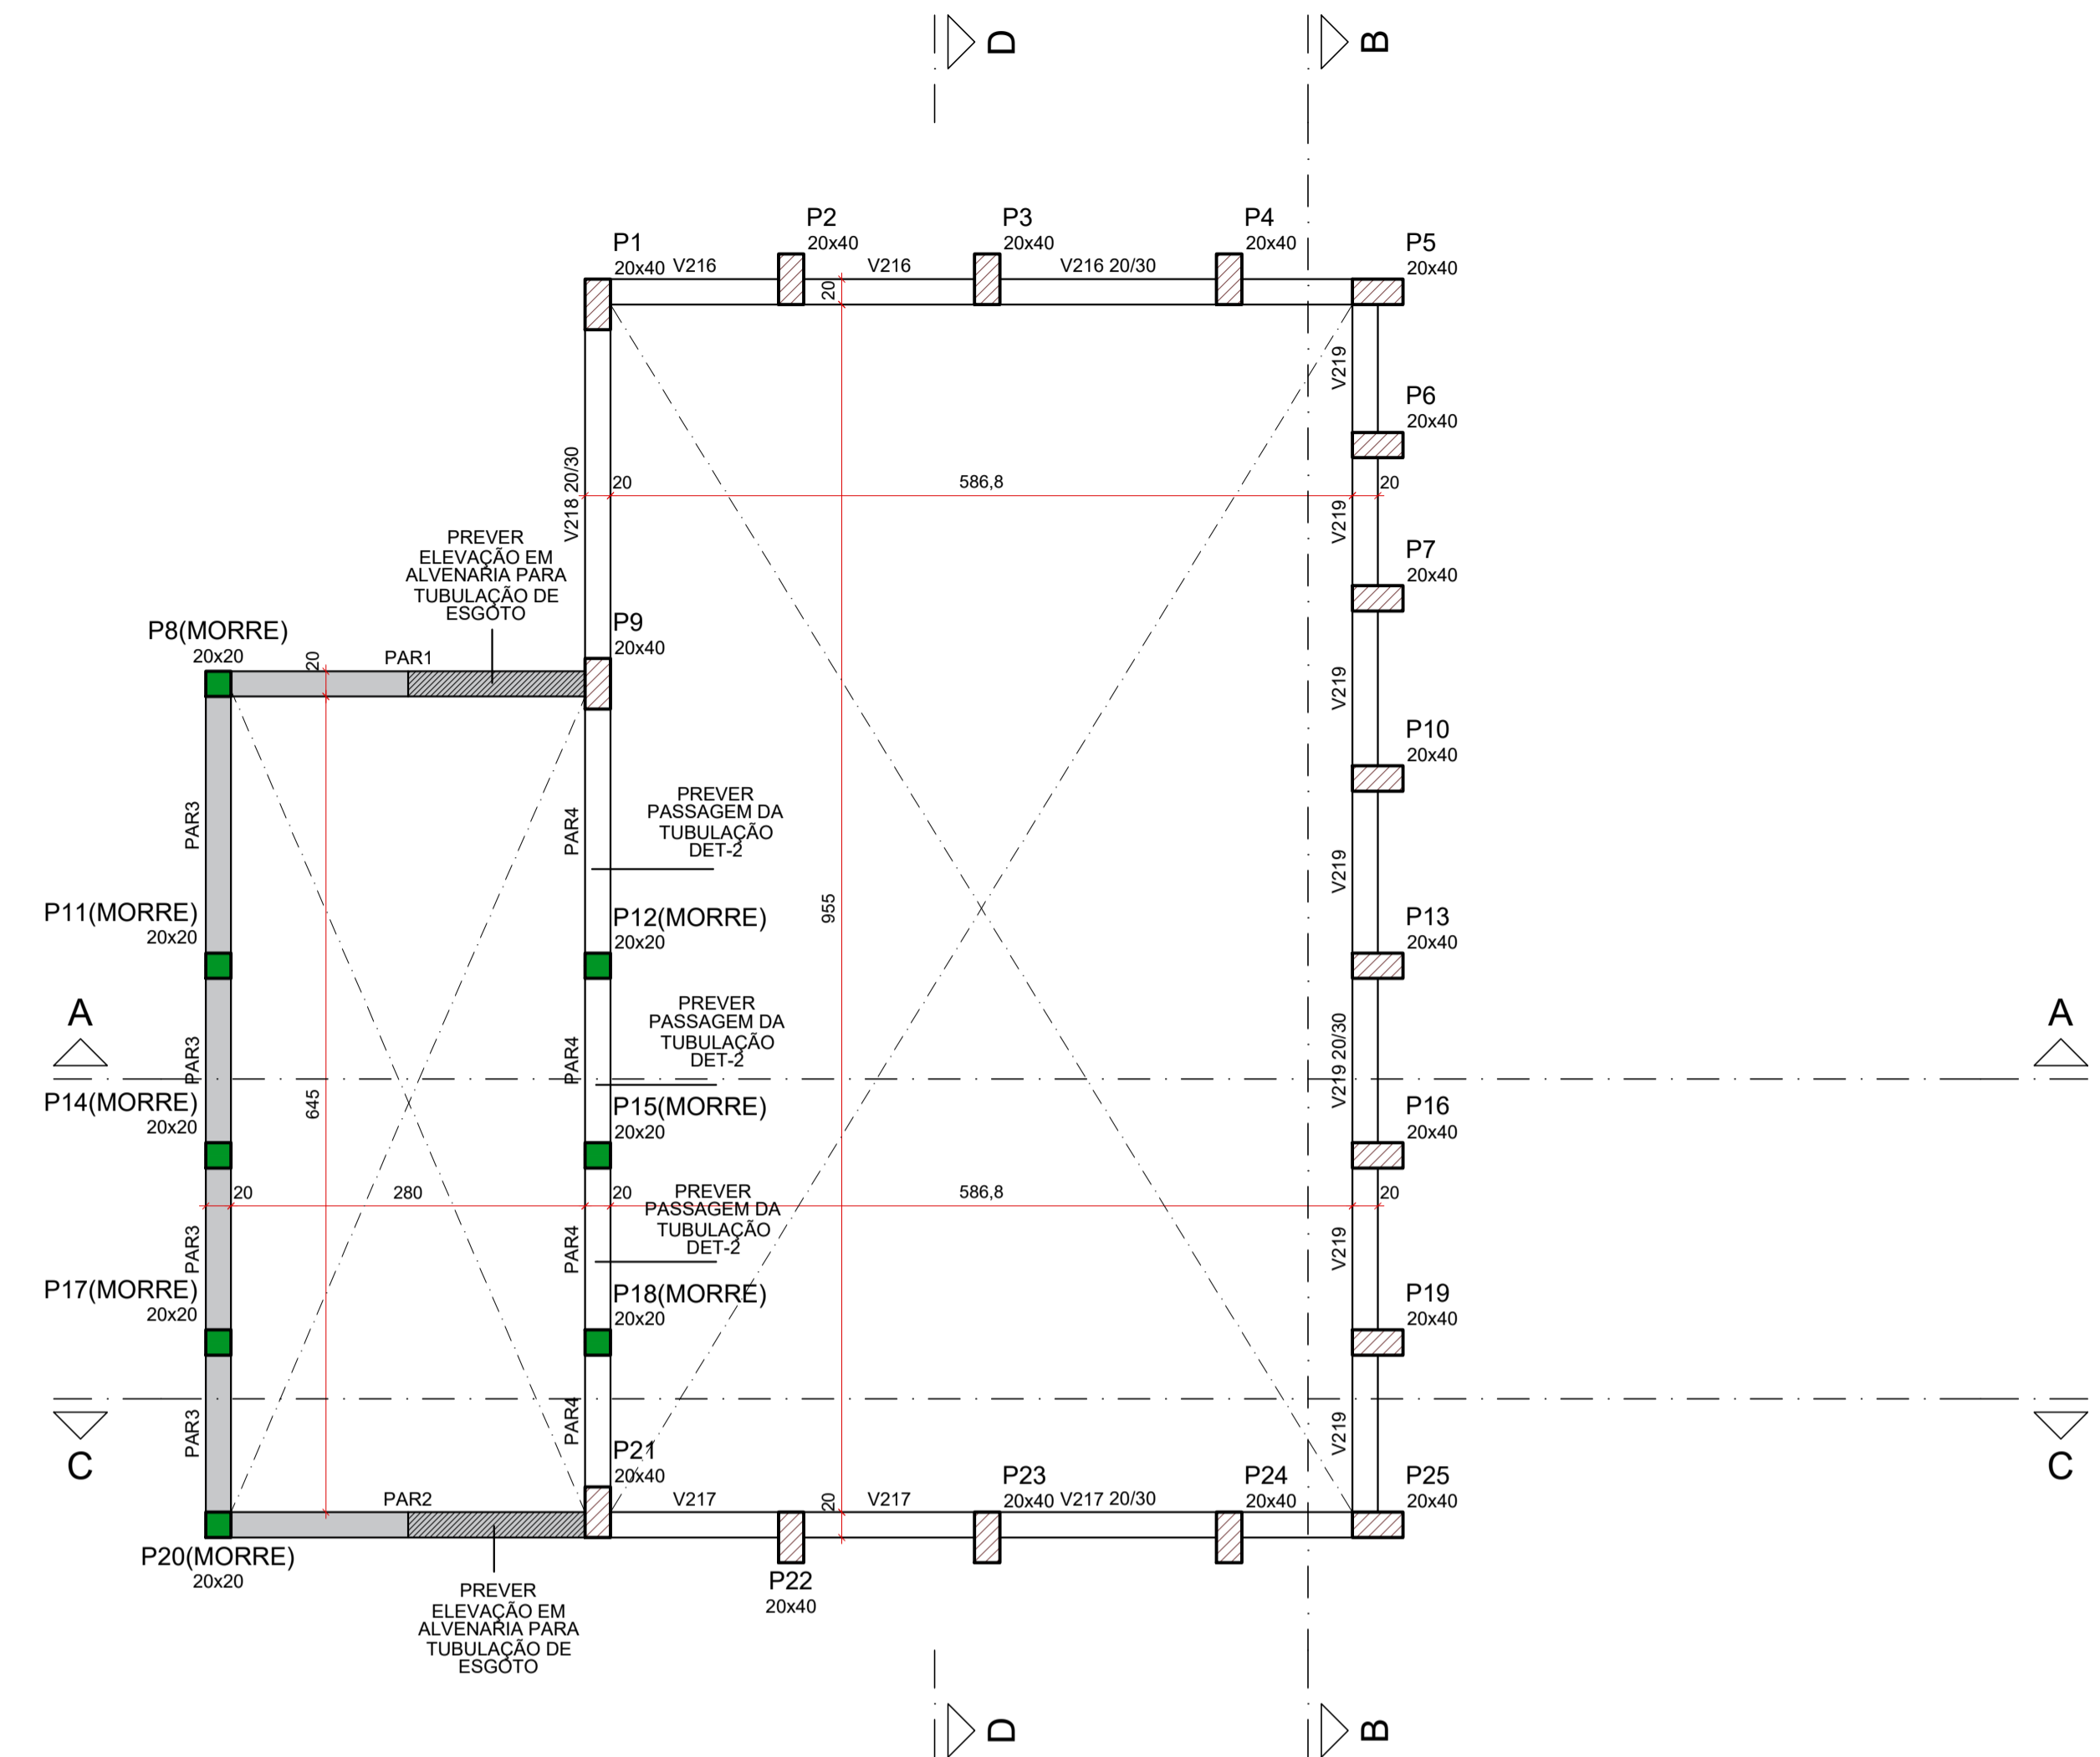 D
B
P1
20x40
V216
P2
20x40
V216
P3
20x40
V216 20/30
P4
20x40
P5
20x40
20
V219
P6
20x40
V218 20/30
20
586,8
20
V219
PREVER
ELEVAÇÃO EM
ALVENARIA PARA
TUBULAÇÃO DE
ESGOTO
P7
20x40
P8(MORRE)
20x20
20
PAR1
P9
20x40
V219
P10
20x40
PAR3
PAR4
PREVER
PASSAGEM DA
TUBULAÇÃO
DET-2
955
V219
P11(MORRE)
20x20
P12(MORRE)
20x20
P13
20x40
A
PAR3
PAR4
PREVER
PASSAGEM DA
TUBULAÇÃO
DET-2
V219 20/30
A
P14(MORRE)
20x20
645
P15(MORRE)
20x20
P16
20x40
20
280
20
586,8
20
PAR3
PAR4
PREVER
PASSAGEM DA
TUBULAÇÃO
DET-2
V219
P17(MORRE)
20x20
P18(MORRE)
20x20
P19
20x40
C
PAR3
PAR4
V219
C
P21
20x40
PAR2
V217
20
V217
P23
20x40
V217 20/30
P24
20x40
P25
20x40
P20(MORRE)
20x20
P22
20x40
PREVER
ELEVAÇÃO EM
ALVENARIA PARA
TUBULAÇÃO DE
ESGOTO
D
B